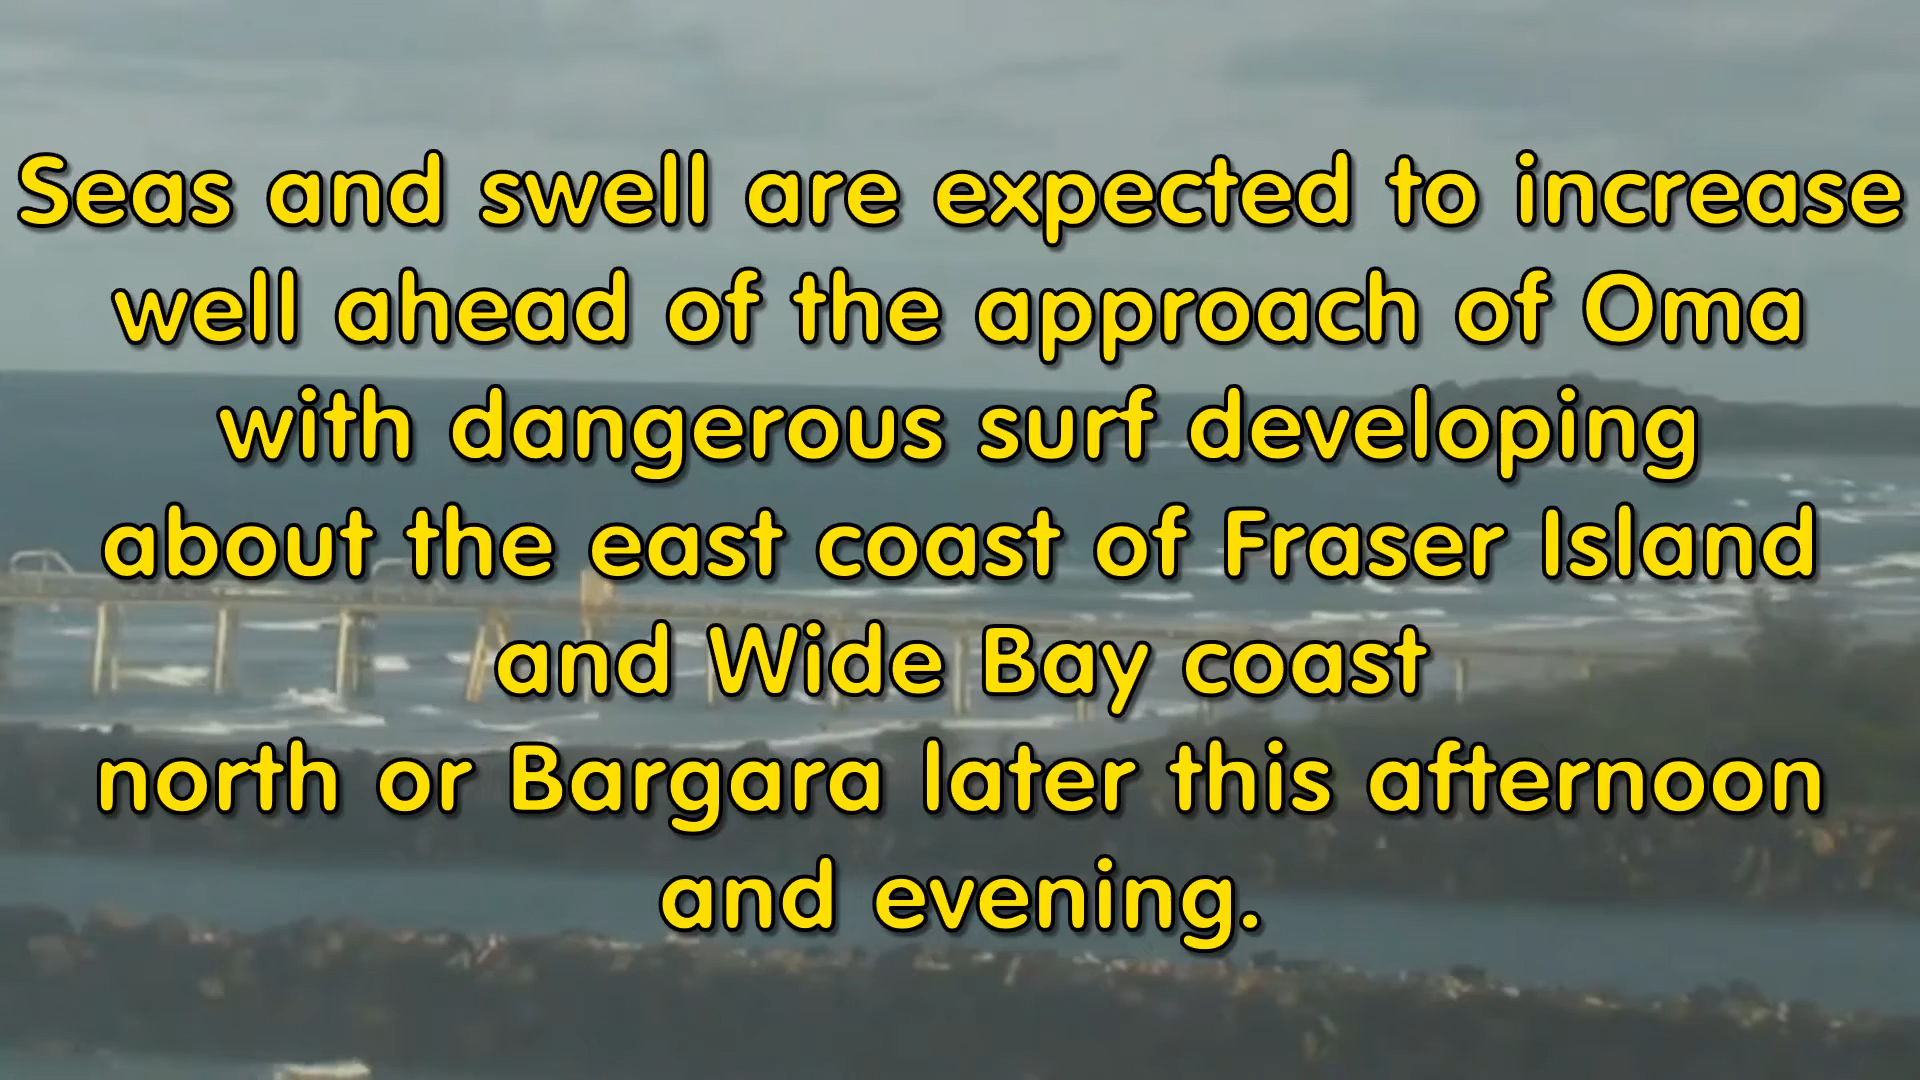 Seas and swell are expected to increase
well ahead of the approach of Oma
with dangerous surf developing
about the east coast of Fraser Island
and Wide Bay coast
north or Bargara later this afternoon
and evening.